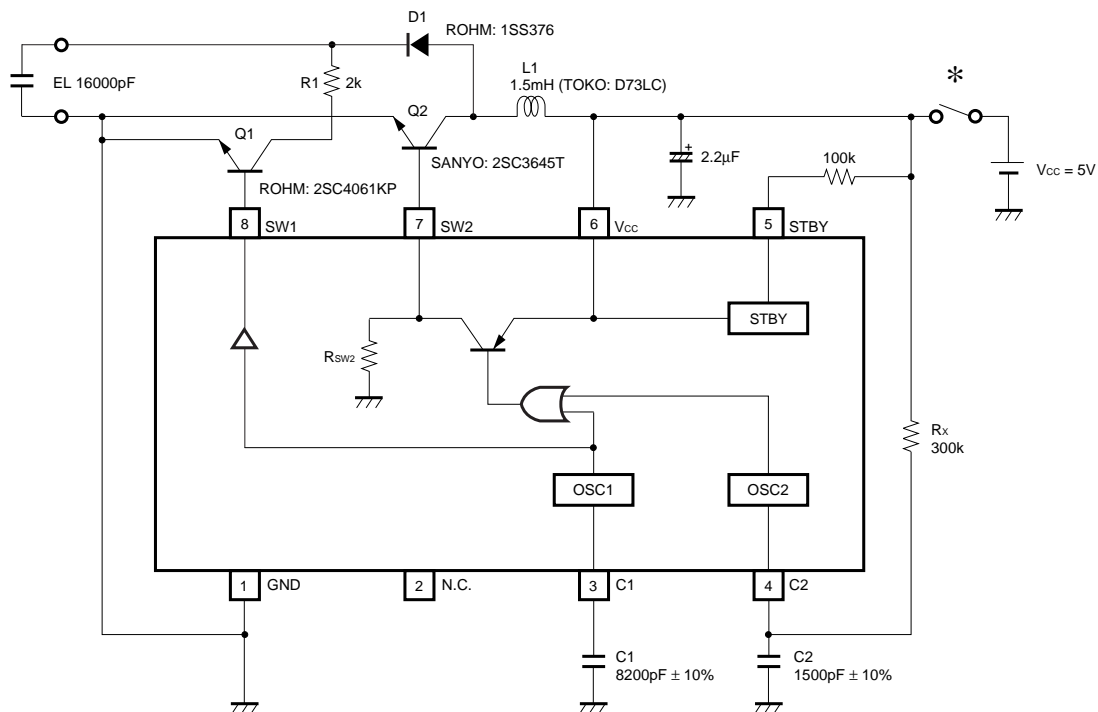 D1
ROHM: 1SS376
L1
1.5mH (TOKO: D73LC)
*
EL 16000pF
R1
2k
Q2
Q1
SANYO: 2SC3645T
ROHM: 2SC4061KP
+
2.2µF
100k
VCC = 5V
8
SW1
7
SW2
6
VCC
5
STBY
STBY
RSW2
RX
300k
OSC1
OSC2
1
GND
2
N.C.
3
C1
4
C2
C1
8200pF ± 10%
C2
1500pF ± 10%